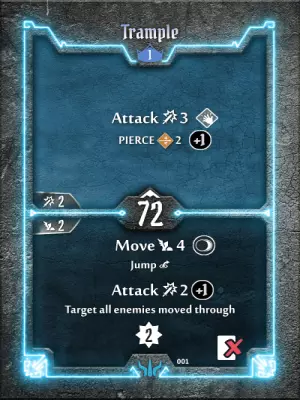 Trample
1
Attack 3
PIERCE 2 +1
2
72
2
Move 4
Jump
Attack 2 +1
Target all enemies moved through
2
001